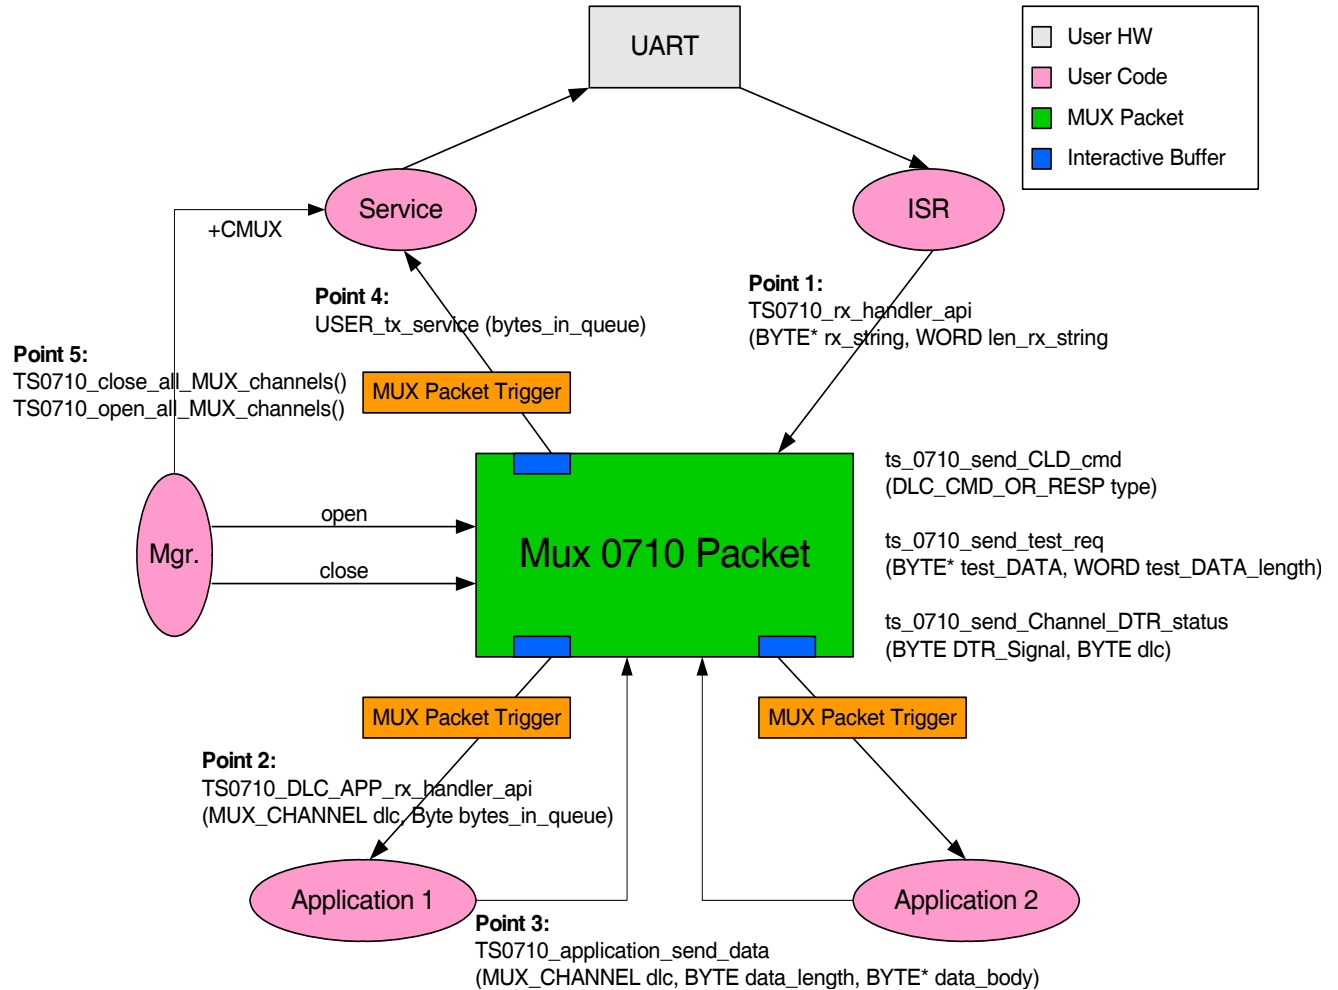 UART
User HW
User Code
MUX Packet
Interactive Buffer
Service
ISR
+CMUX
Point 1:
TS0710_rx_handler_api
(BYTE* rx_string, WORD len_rx_string
Point 4:
USER_tx_service (bytes_in_queue)
Point 5:
TS0710_close_all_MUX_channels()
TS0710_open_all_MUX_channels()
MUX Packet Trigger
ts_0710_send_CLD_cmd
(DLC_CMD_OR_RESP type)
ts_0710_send_test_req
(BYTE* test_DATA, WORD test_DATA_length)
ts_0710_send_Channel_DTR_status
(BYTE DTR_Signal, BYTE dlc)
Mgr.
open
close
Mux 0710 Packet
MUX Packet Trigger
MUX Packet Trigger
Point 2:
TS0710_DLC_APP_rx_handler_api
(MUX_CHANNEL dlc, Byte bytes_in_queue)
Application 1
Application 2
Point 3:
TS0710_application_send_data
(MUX_CHANNEL dlc, BYTE data_length, BYTE* data_body)